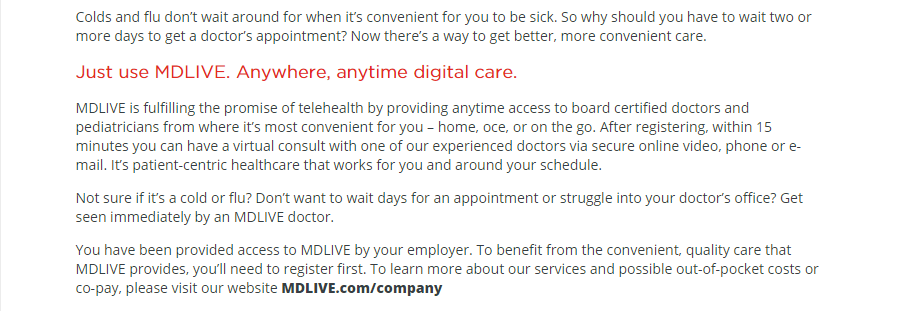 Colds and flu don’t wait around for when it’s convenient for you to be sick. So why should you have to wait two or
more days to get a doctor’s appointment? Now there’s a way to get better, more convenient care.
Just use MDLIVE. Anywhere, anytime digital care.
MDLIVE is fulfilling the promise of telehealth by providing anytime access to board certified doctors and
pediatricians from where it’s most convenient for you – home, oce, or on the go. After registering, within 15
minutes you can have a virtual consult with one of our experienced doctors via secure online video, phone or e-
mail. It’s patient-centric healthcare that works for you and around your schedule.
Not sure if it’s a cold or flu? Don’t want to wait days for an appointment or struggle into your doctor’s office? Get
seen immediately by an MDLIVE doctor.
You have been provided access to MDLIVE by your employer. To benefit from the convenient, quality care that
MDLIVE provides, you’ll need to register first. To learn more about our services and possible out-of-pocket costs or
co-pay, please visit our website MDLIVE.com/company